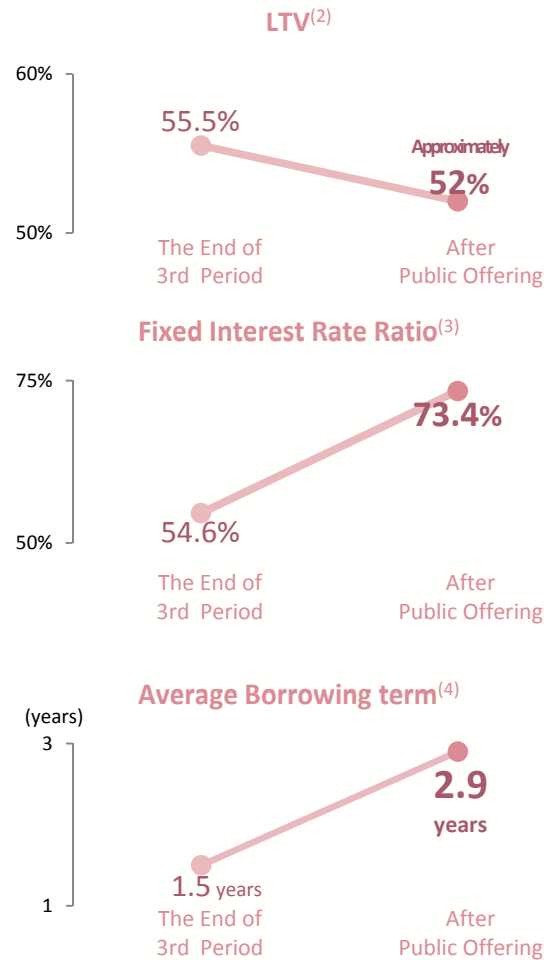 LTV(2)
60%
55.5%
Approximately
52%
50%
The End of
3rd Period
After
Public Offering
Fixed Interest Rate Ratio(3)
75%
73.4%
54.6%
50%
The End of
3rd Period
After
Public Offering
Average Borrowing term(4)
(years)
3
2.9
years
1.5 years
1
The End of
3rd Period
After
Public Offering